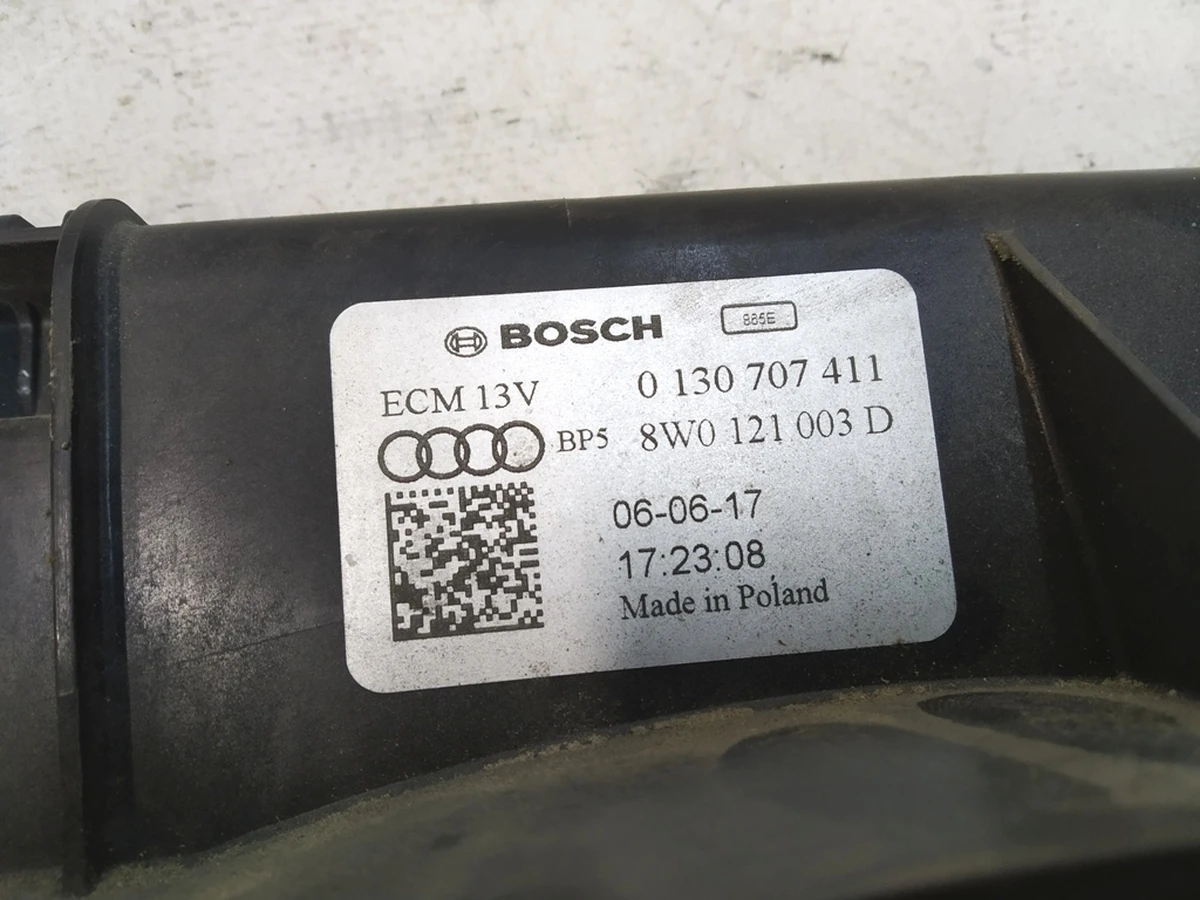 BOSCH
865E
ECM 13V
0 130 707 411
BP5 8W0 121 003 D
06-06-17
17:23:08
Made in Poland